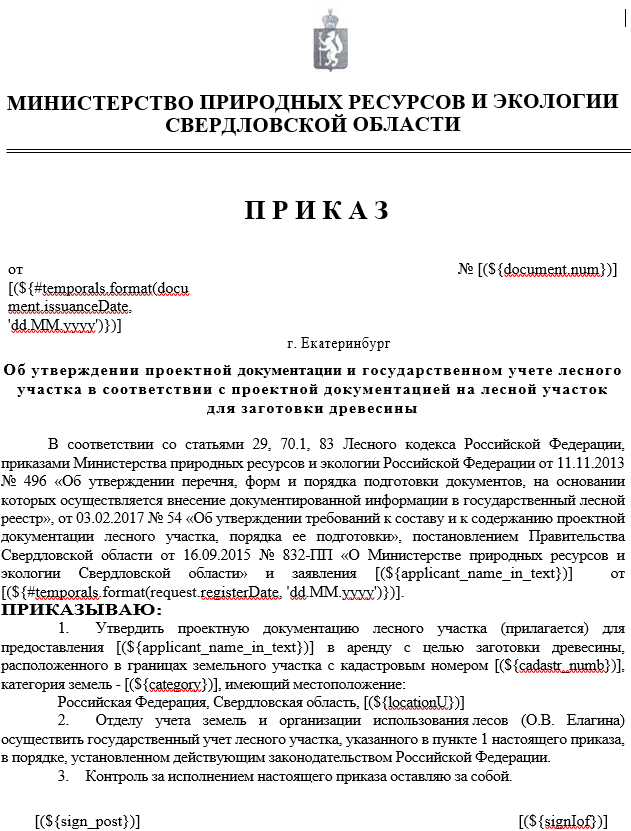 МИНИСТЕРСТВО ПРИРОДНЫХ РЕСУРСОВ И ЭКОЛОГИИ
СВЕРДЛОВСКОЙ ОБЛАСТИ
П Р И К А З
от
№ [(${document.num})]
[(${#temporals.format(docu
ment.issuanceDate,
'dd.MM.yyyy')})]
г. Екатеринбург
Об утверждении проектной документации и государственном учете лесного
участка в соответствии с проектной документацией на лесной участок
для заготовки древесины
В соответствии со статьями 29, 70.1, 83 Лесного кодекса Российской Федерации,
приказами Министерства природных ресурсов и экологии Российской Федерации от 11.11.2013
№ 496 «Об утверждении перечня, форм и порядка подготовки документов, на основании
которых осуществляется внесение документированной информации в государственный лесной
реестр», от 03.02.2017 № 54 «Об утверждении требований к составу и к содержанию проектной
документации лесного участка, порядка ее подготовки», постановлением Правительства
Свердловской области от 16.09.2015 № 832-ПП «О Министерстве природных ресурсов и
экологии Свердловской области» и заявления [(${applicant_name_in_text})] от
[(${#temporals.format(request.registerDate, 'dd.MM.yyyy')})].
ПРИКАЗЫВАЮ:
1. Утвердить проектную документацию лесного участка (прилагается) для
предоставления [(${applicant_name_in_text})] в аренду с целью заготовки древесины,
расположенного в границах земельного участка с кадастровым номером [(${cadastr_numb})],
категория земель - [(${category})], имеющий местоположение:
Российская Федерация, Свердловская область, [(${locationU})]
2. Отделу учета земель и организации использования лесов (О.В. Елагина)
осуществить государственный учет лесного участка, указанного в пункте 1 настоящего приказа,
в порядке, установленном действующим законодательством Российской Федерации.
3. Контроль за исполнением настоящего приказа оставляю за собой.
[(${sign_post})]
[(${signIof})]